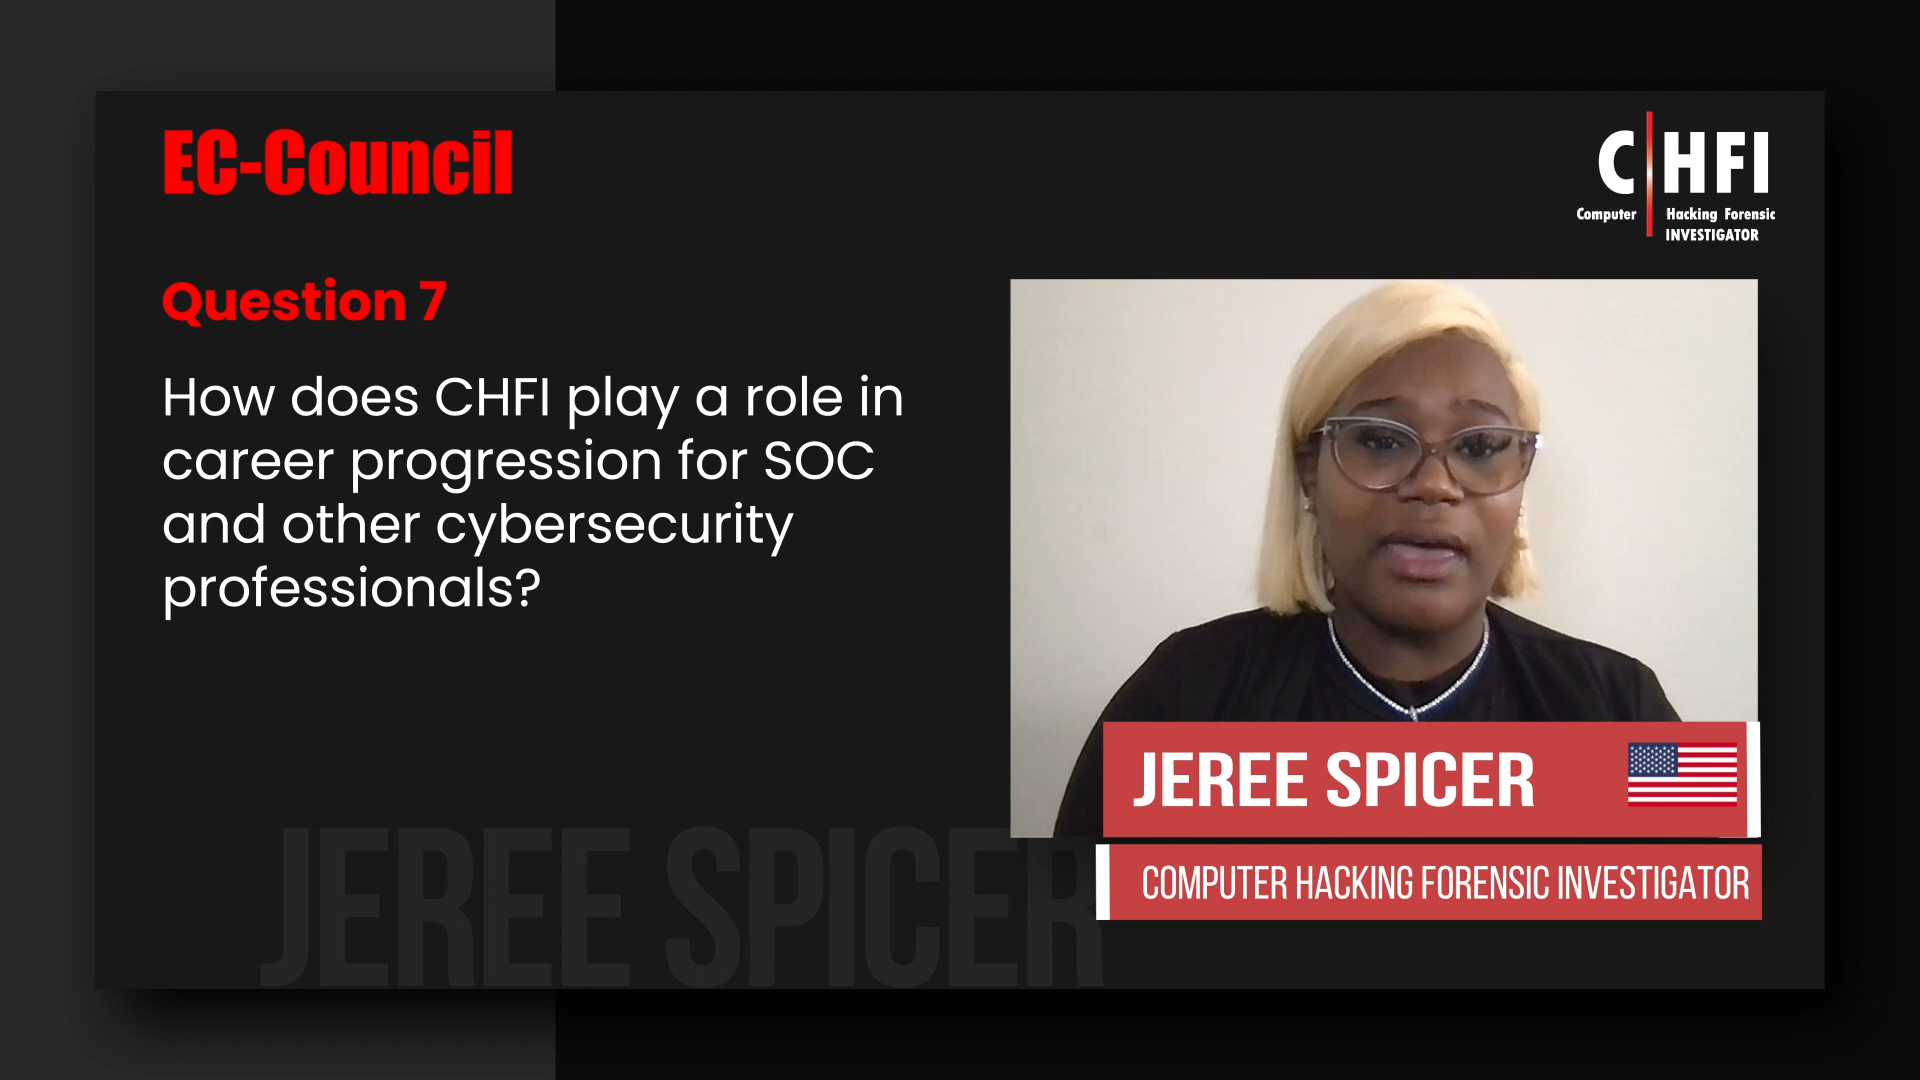 EC-Council
C HFI
Computer Hacking Forensic
INVESTIGATOR
Question 7
How does CHFI play a role in
career progression for SOC
and other cybersecurity
professionals?
JEREE SPICER
COMPUTER HACKING FORENSIC INVESTIGATOR
JEREE SPICER